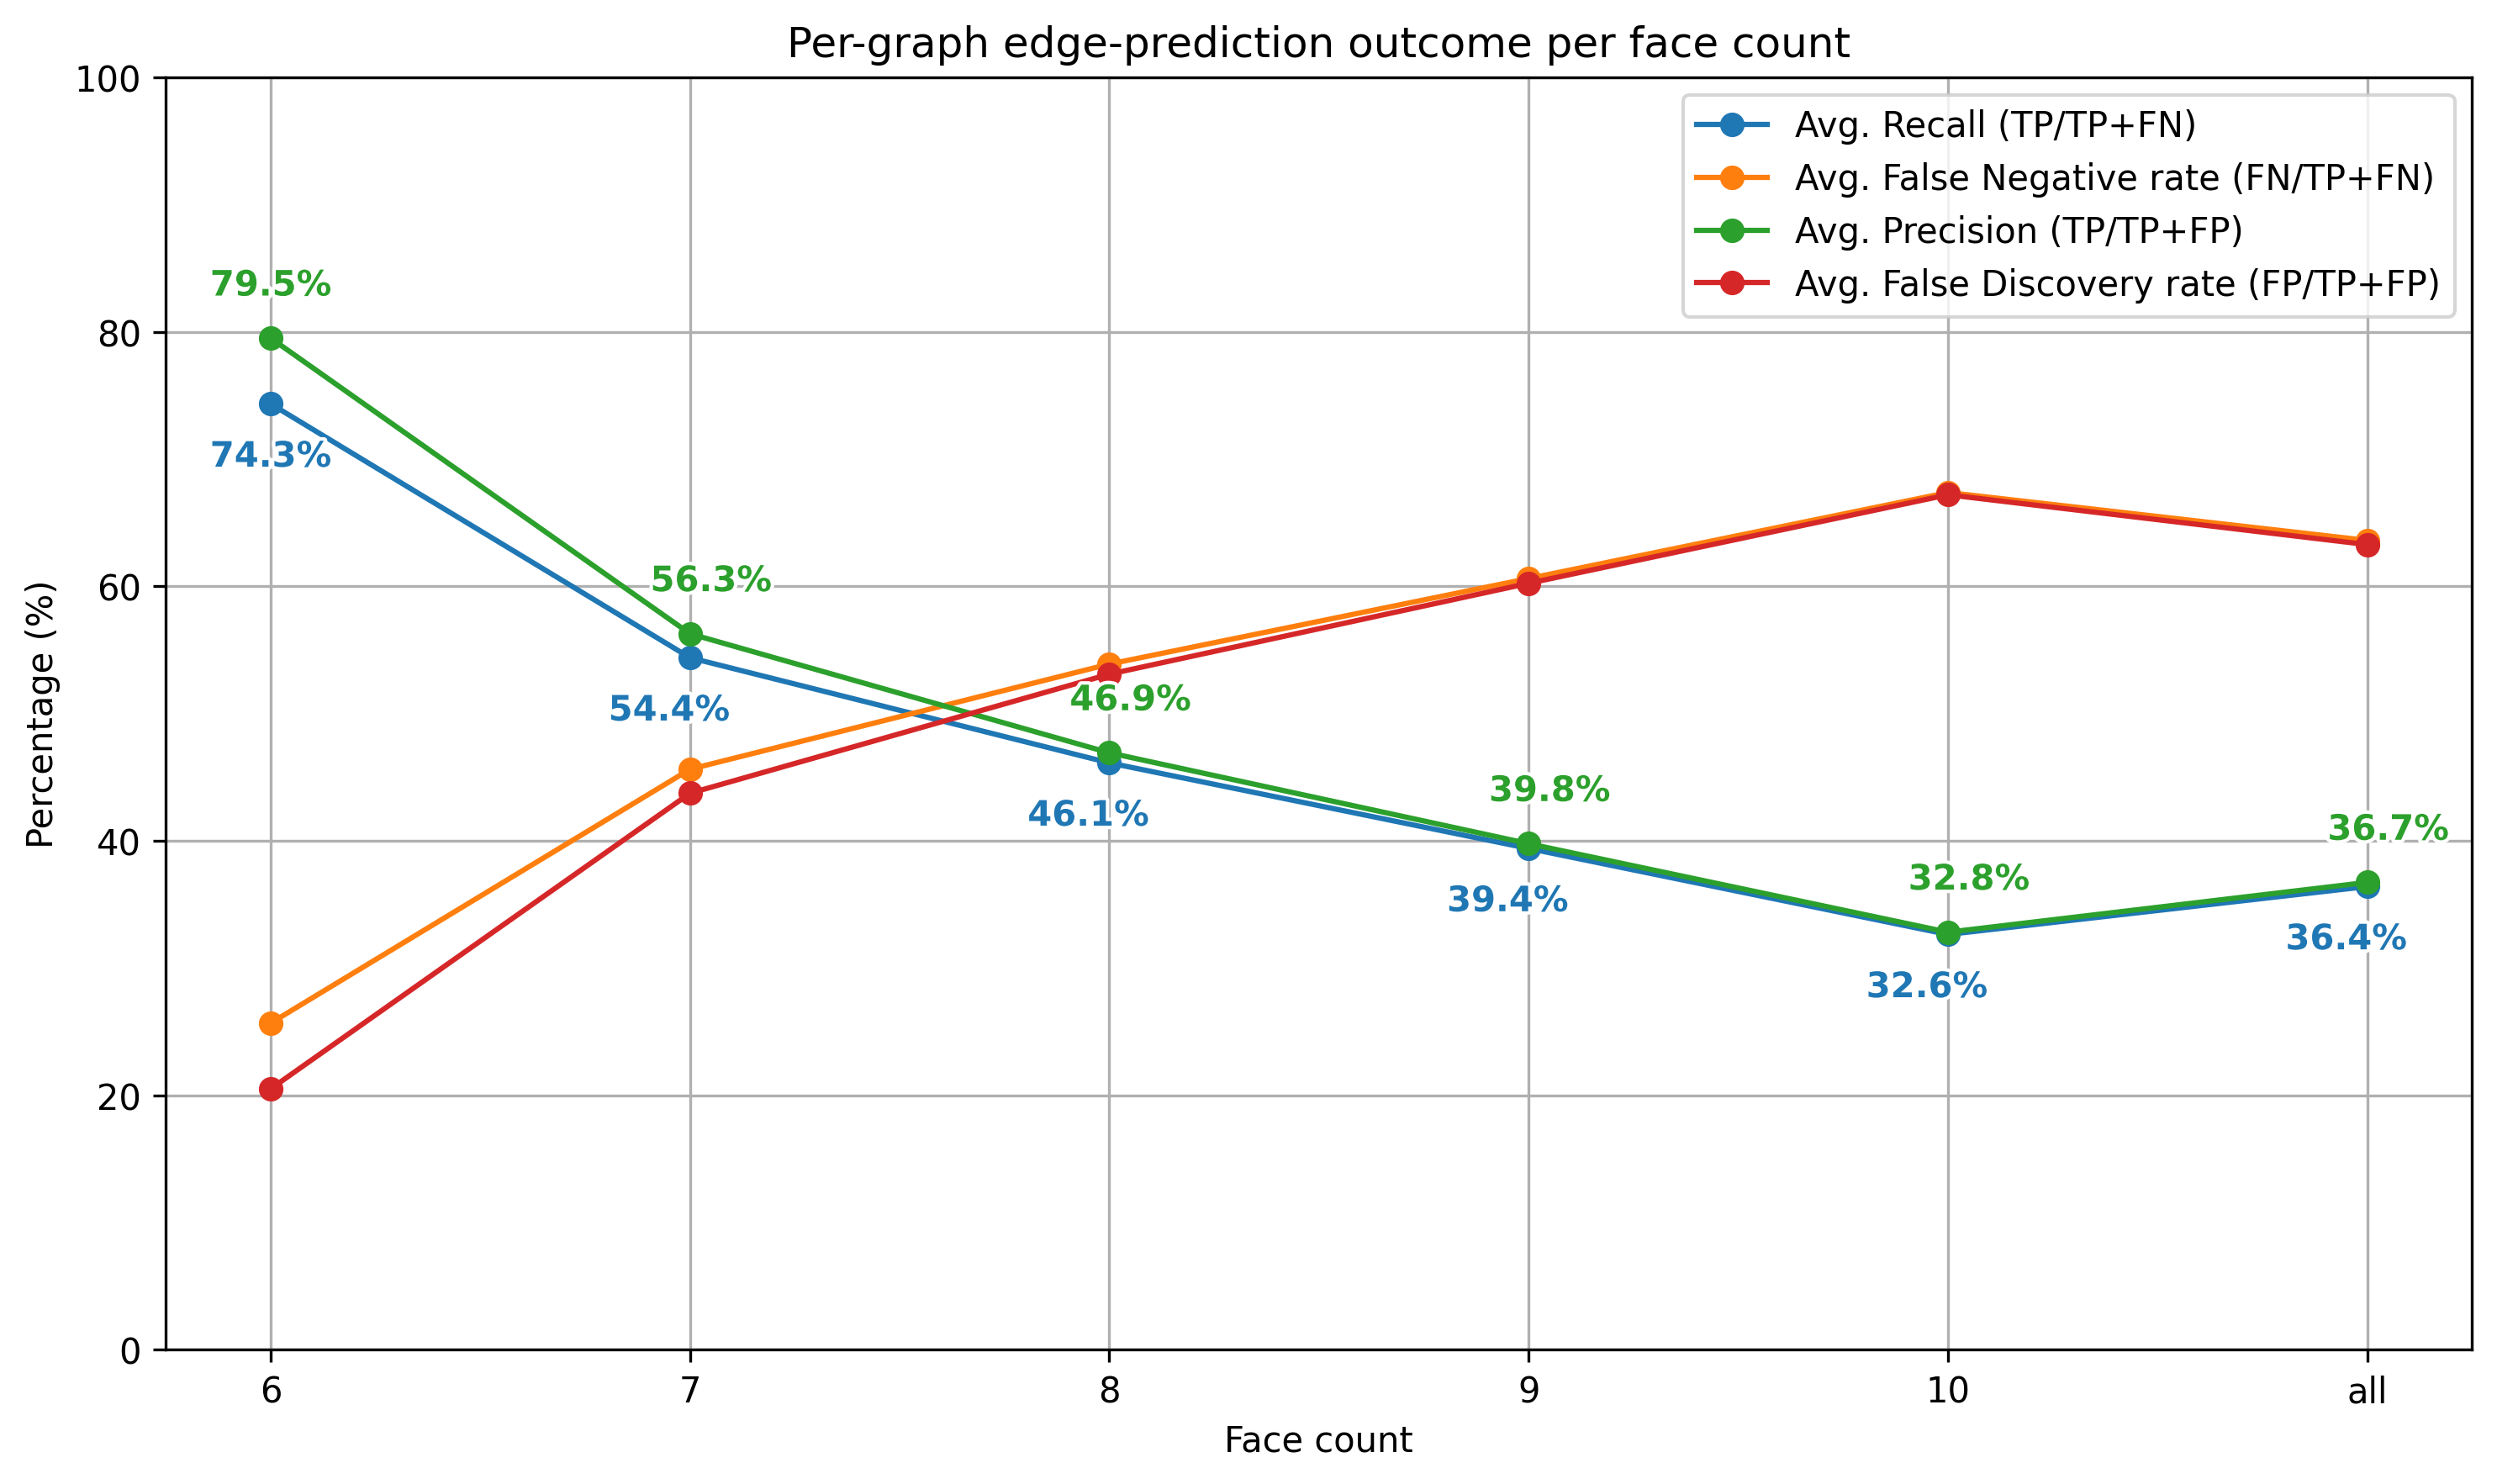 Per-graph edge-prediction outcome per face count
100
80
60
40
20
0
Percentage (%)
Avg. Recall (TP/TP+FN)
Avg. False Negative rate (FN/TP+FN)
Avg. Precision (TP/TP+FP)
Avg. False Discovery rate (FP/TP+FP)
79.5%
74.3%
56.3%
54.4%
46.9%
46.1%
39.8%
39.4%
32.8%
32.6%
36.7%
36.4%
6
7
8
9
10
all
Face count